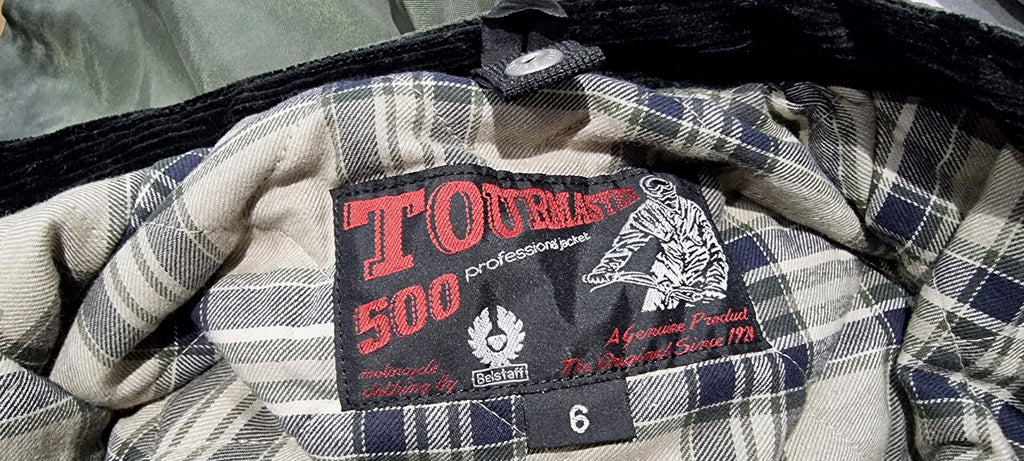 TOURMASTER
professional jacket
500
motorcycle
clothing by
Belstaff
A Genuine Product
The Original Since 1924
6